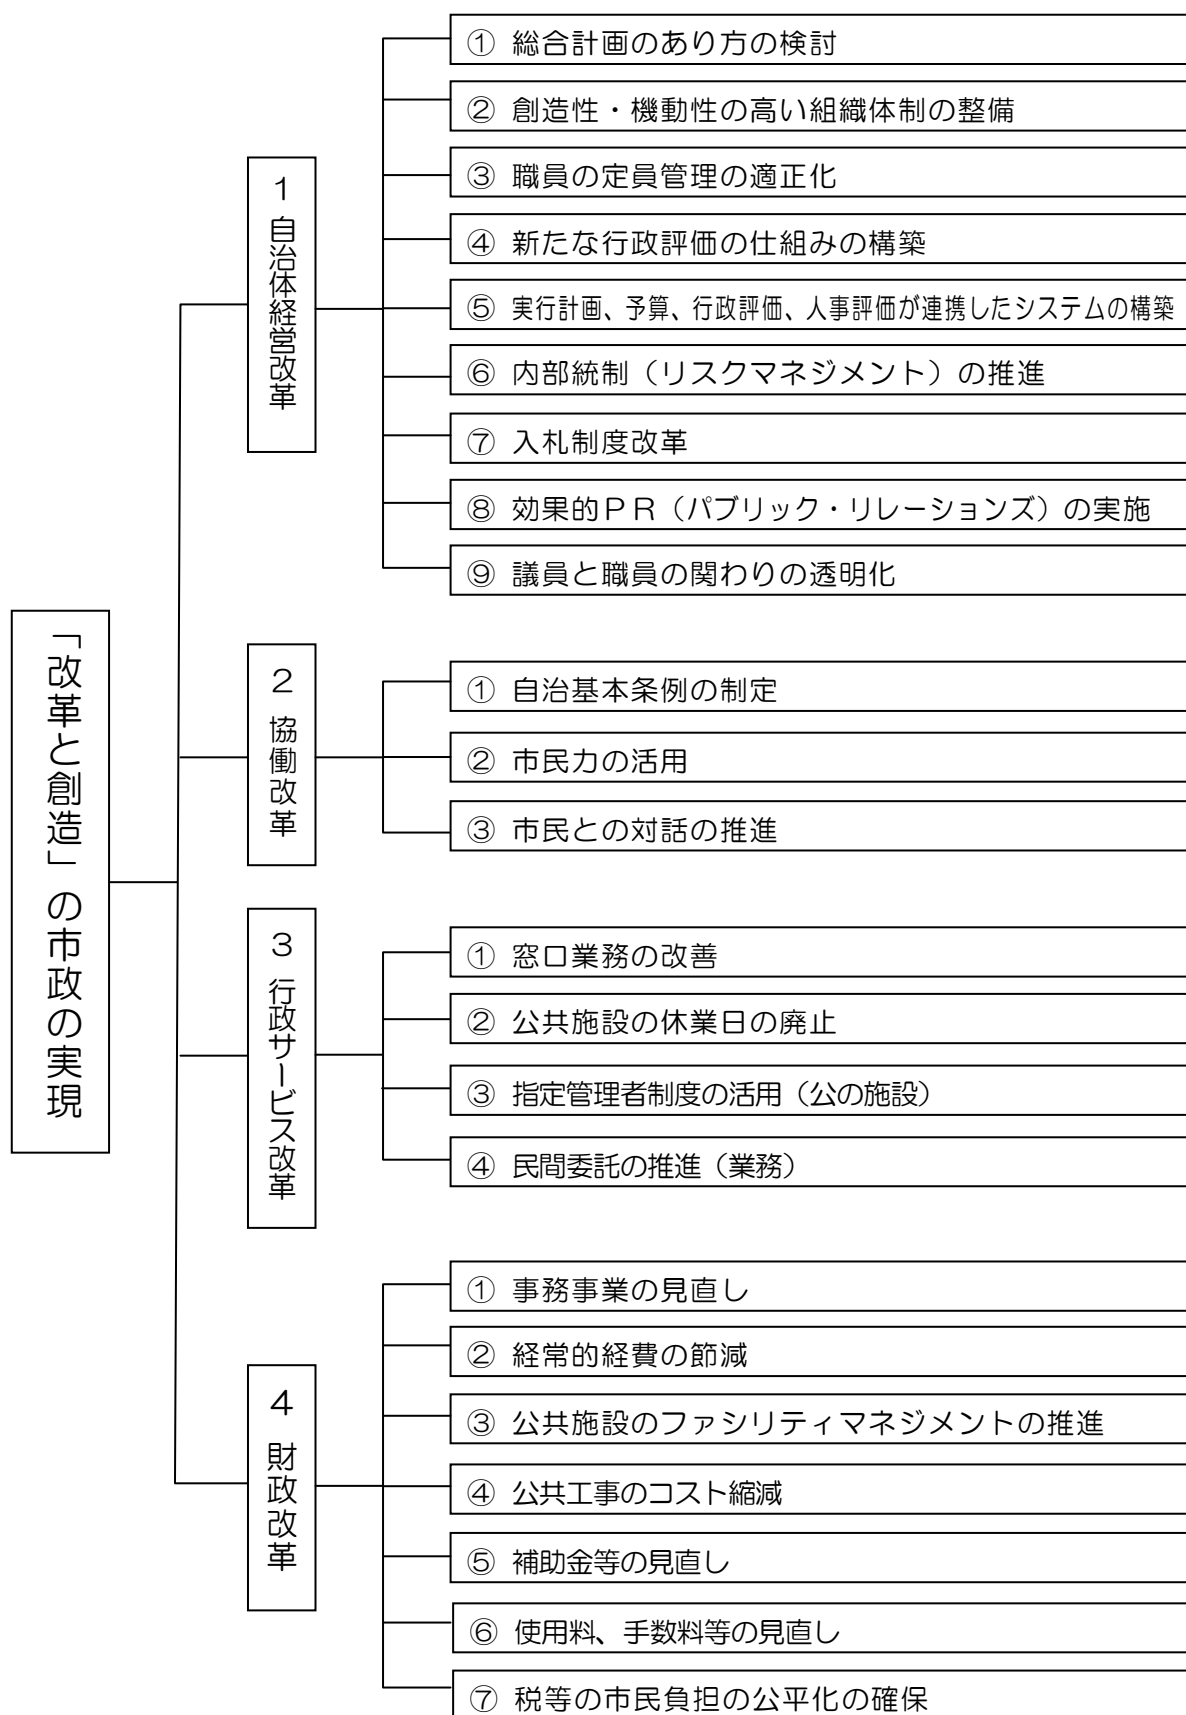 「改革と創造」の市政の実現
１ 自治体経営改革
① 総合計画のあり方の検討
② 創造性・機動性の高い組織体制の整備
③ 職員の定員管理の適正化
④ 新たな行政評価の仕組みの構築
⑤ 実行計画、予算、行政評価、人事評価が連携したシステムの構築
⑥ 内部統制（リスクマネジメント）の推進
⑦ 入札制度改革
⑧ 効果的ＰＲ（パブリック・リレーションズ）の実施
⑨ 議員と職員の関わりの透明化
２ 協働改革
① 自治基本条例の制定
② 市民力の活用
③ 市民との対話の推進
３ 行政サービス改革
① 窓口業務の改善
② 公共施設の休業日の廃止
③ 指定管理者制度の活用（公の施設）
④ 民間委託の推進（業務）
４ 財政改革
① 事務事業の見直し
② 経常的経費の節減
③ 公共施設のファシリティマネジメントの推進
④ 公共工事のコスト縮減
⑤ 補助金等の見直し
⑥ 使用料、手数料等の見直し
⑦ 税等の市民負担の公平化の確保